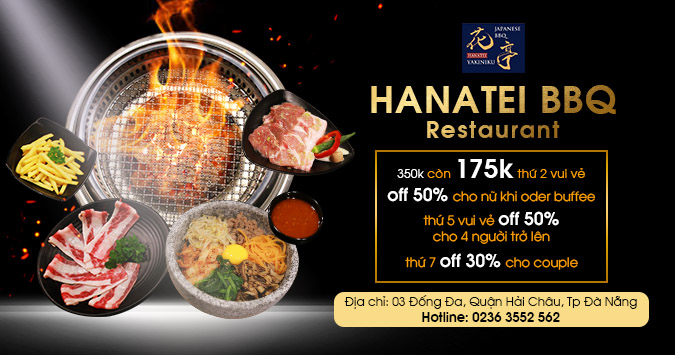 花亭
JAPANESE
BBQ
HANATEI
YAKINIKU
HANATEI BBQ
Restaurant
350k còn 175k thứ 2 vui vẻ
off 50% cho nữ khi oder buffee
thứ 5 vui vẻ off 50%
cho 4 người trở lên
thứ 7 off 30% cho couple
Địa chỉ: 03 Đống Đa, Quận Hải Châu, Tp Đà Nẵng
Hotline: 0236 3552 562